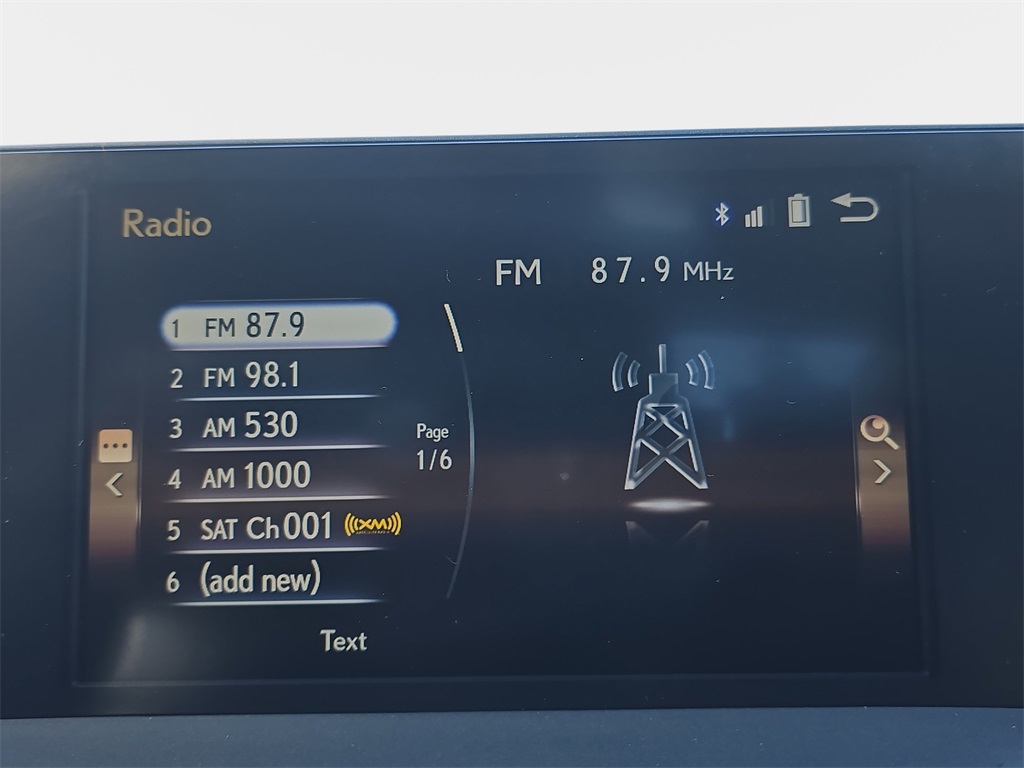 Radio
FM 87.9 MHz
1 FM 87.9
2 FM 98.1
3 AM 530
4 AM 1000
5 SAT Ch 001 ((XM))
6 (add new)
Page
1/6
Text